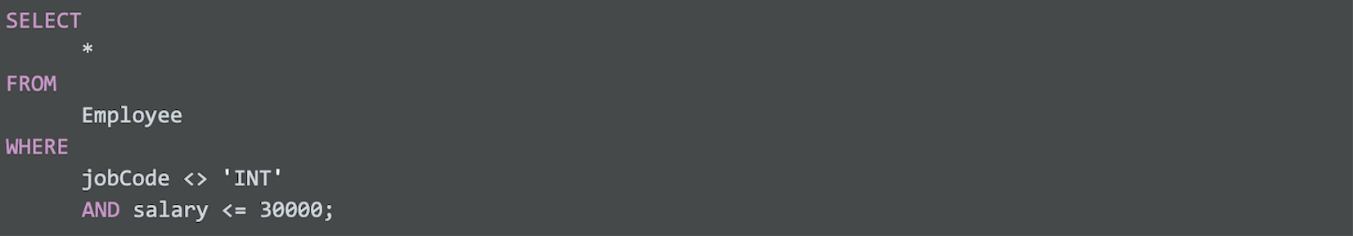 SELECT
*
FROM
Employee
WHERE
jobCode <> 'INT'
AND salary <= 30000;